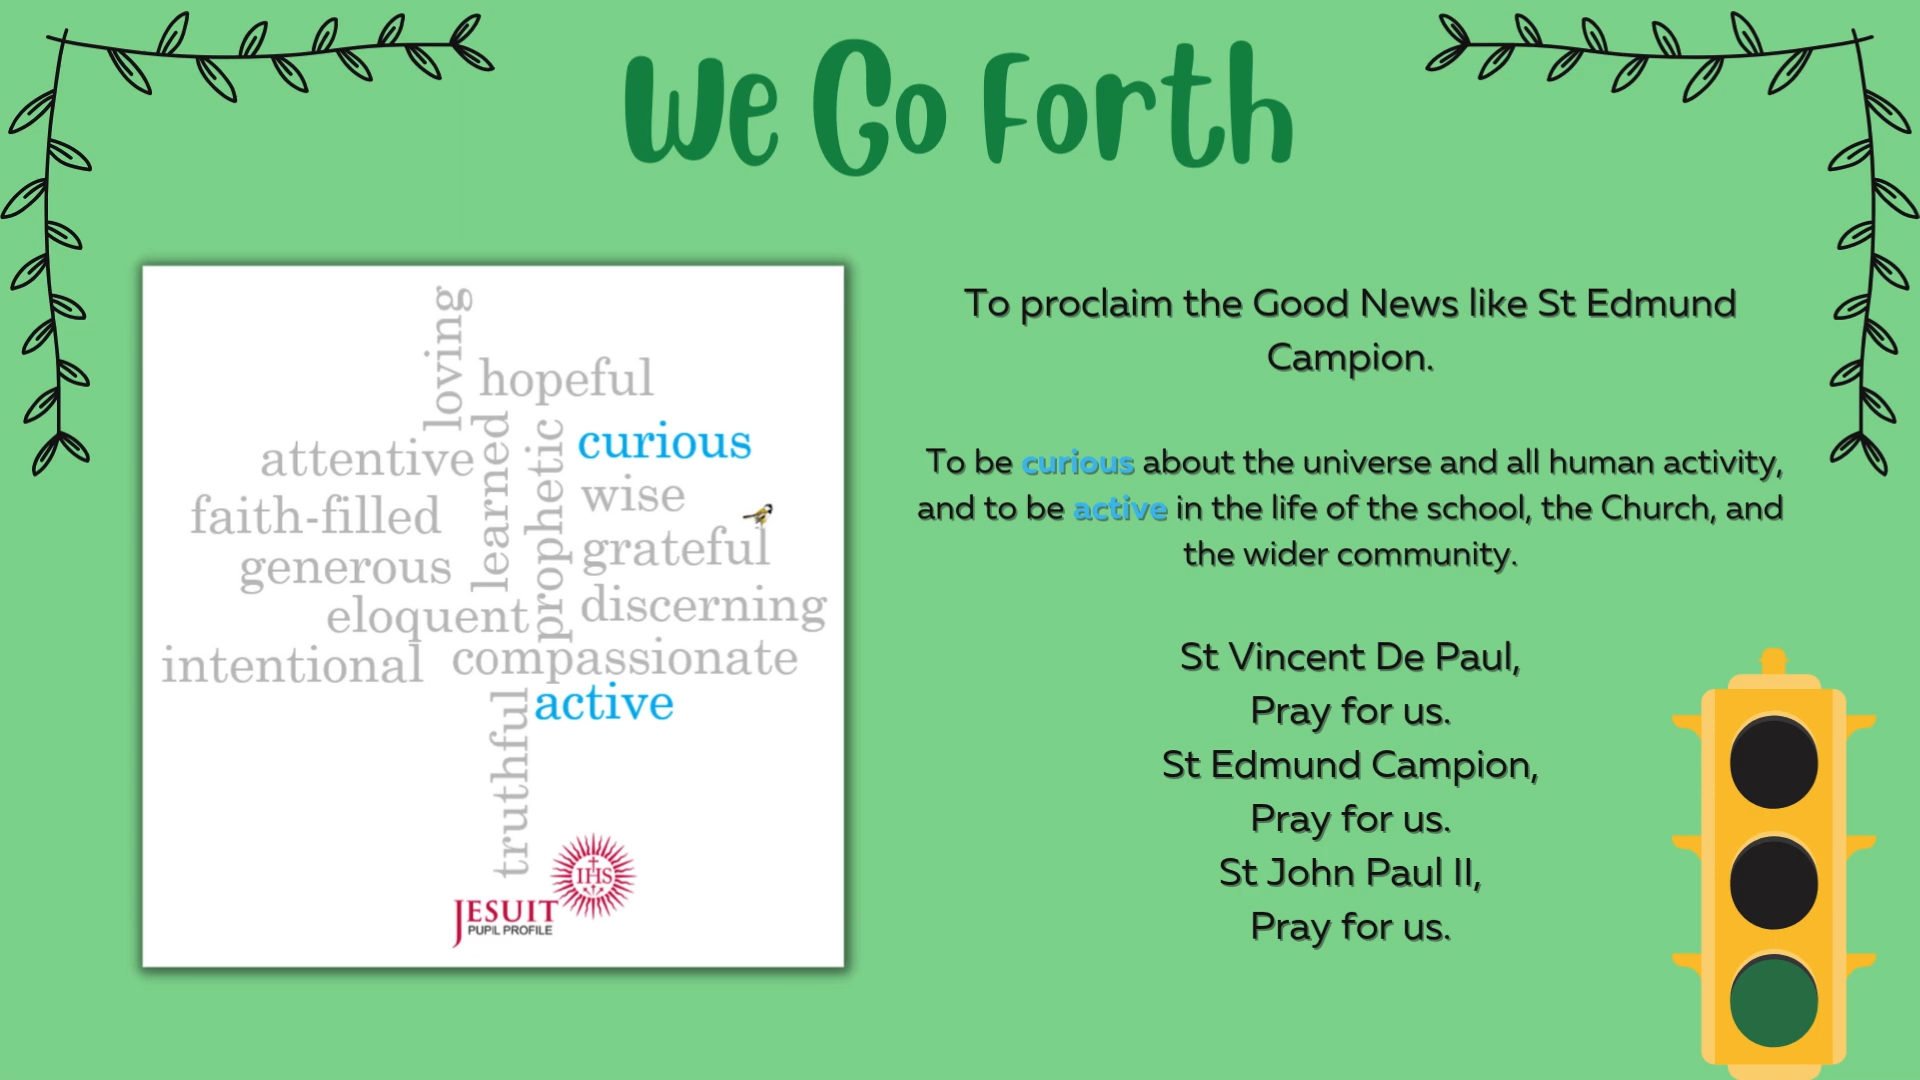 We Go Forth
loving
hopeful
learned
prophetic
curious
attentive
wise
faith-filled
grateful
generous
discerning
eloquent
compassionate
intentional
active
truthful
IHS
JESUIT
PUPIL PROFILE
To proclaim the Good News like St Edmund
Campion.
To be curious about the universe and all human activity,
and to be active in the life of the school, the Church, and
the wider community.
St Vincent De Paul,
Pray for us.
St Edmund Campion,
Pray for us.
St John Paul II,
Pray for us.